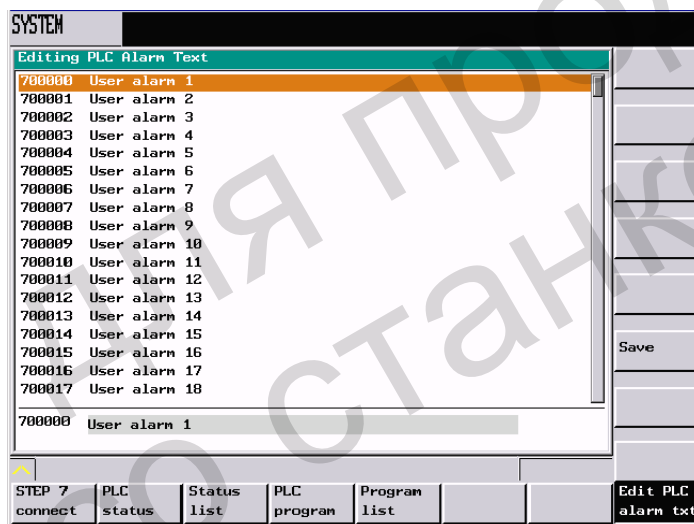 SYSTEM
Editing PLC Alarm Text
700000 User alarm 1
700001 User alarm 2
700002 User alarm 3
700003 User alarm 4
700004 User alarm 5
700005 User alarm 6
700006 User alarm 7
700007 User alarm 8
700008 User alarm 9
700009 User alarm 10
700010 User alarm 11
700011 User alarm 12
700012 User alarm 13
700013 User alarm 14
700014 User alarm 15
700015 User alarm 16
700016 User alarm 17
700017 User alarm 18
Save
700000 User alarm 1
STEP 7 connect
PLC status
Status list
PLC program
Program list
Edit PLC alarm txt
для
со